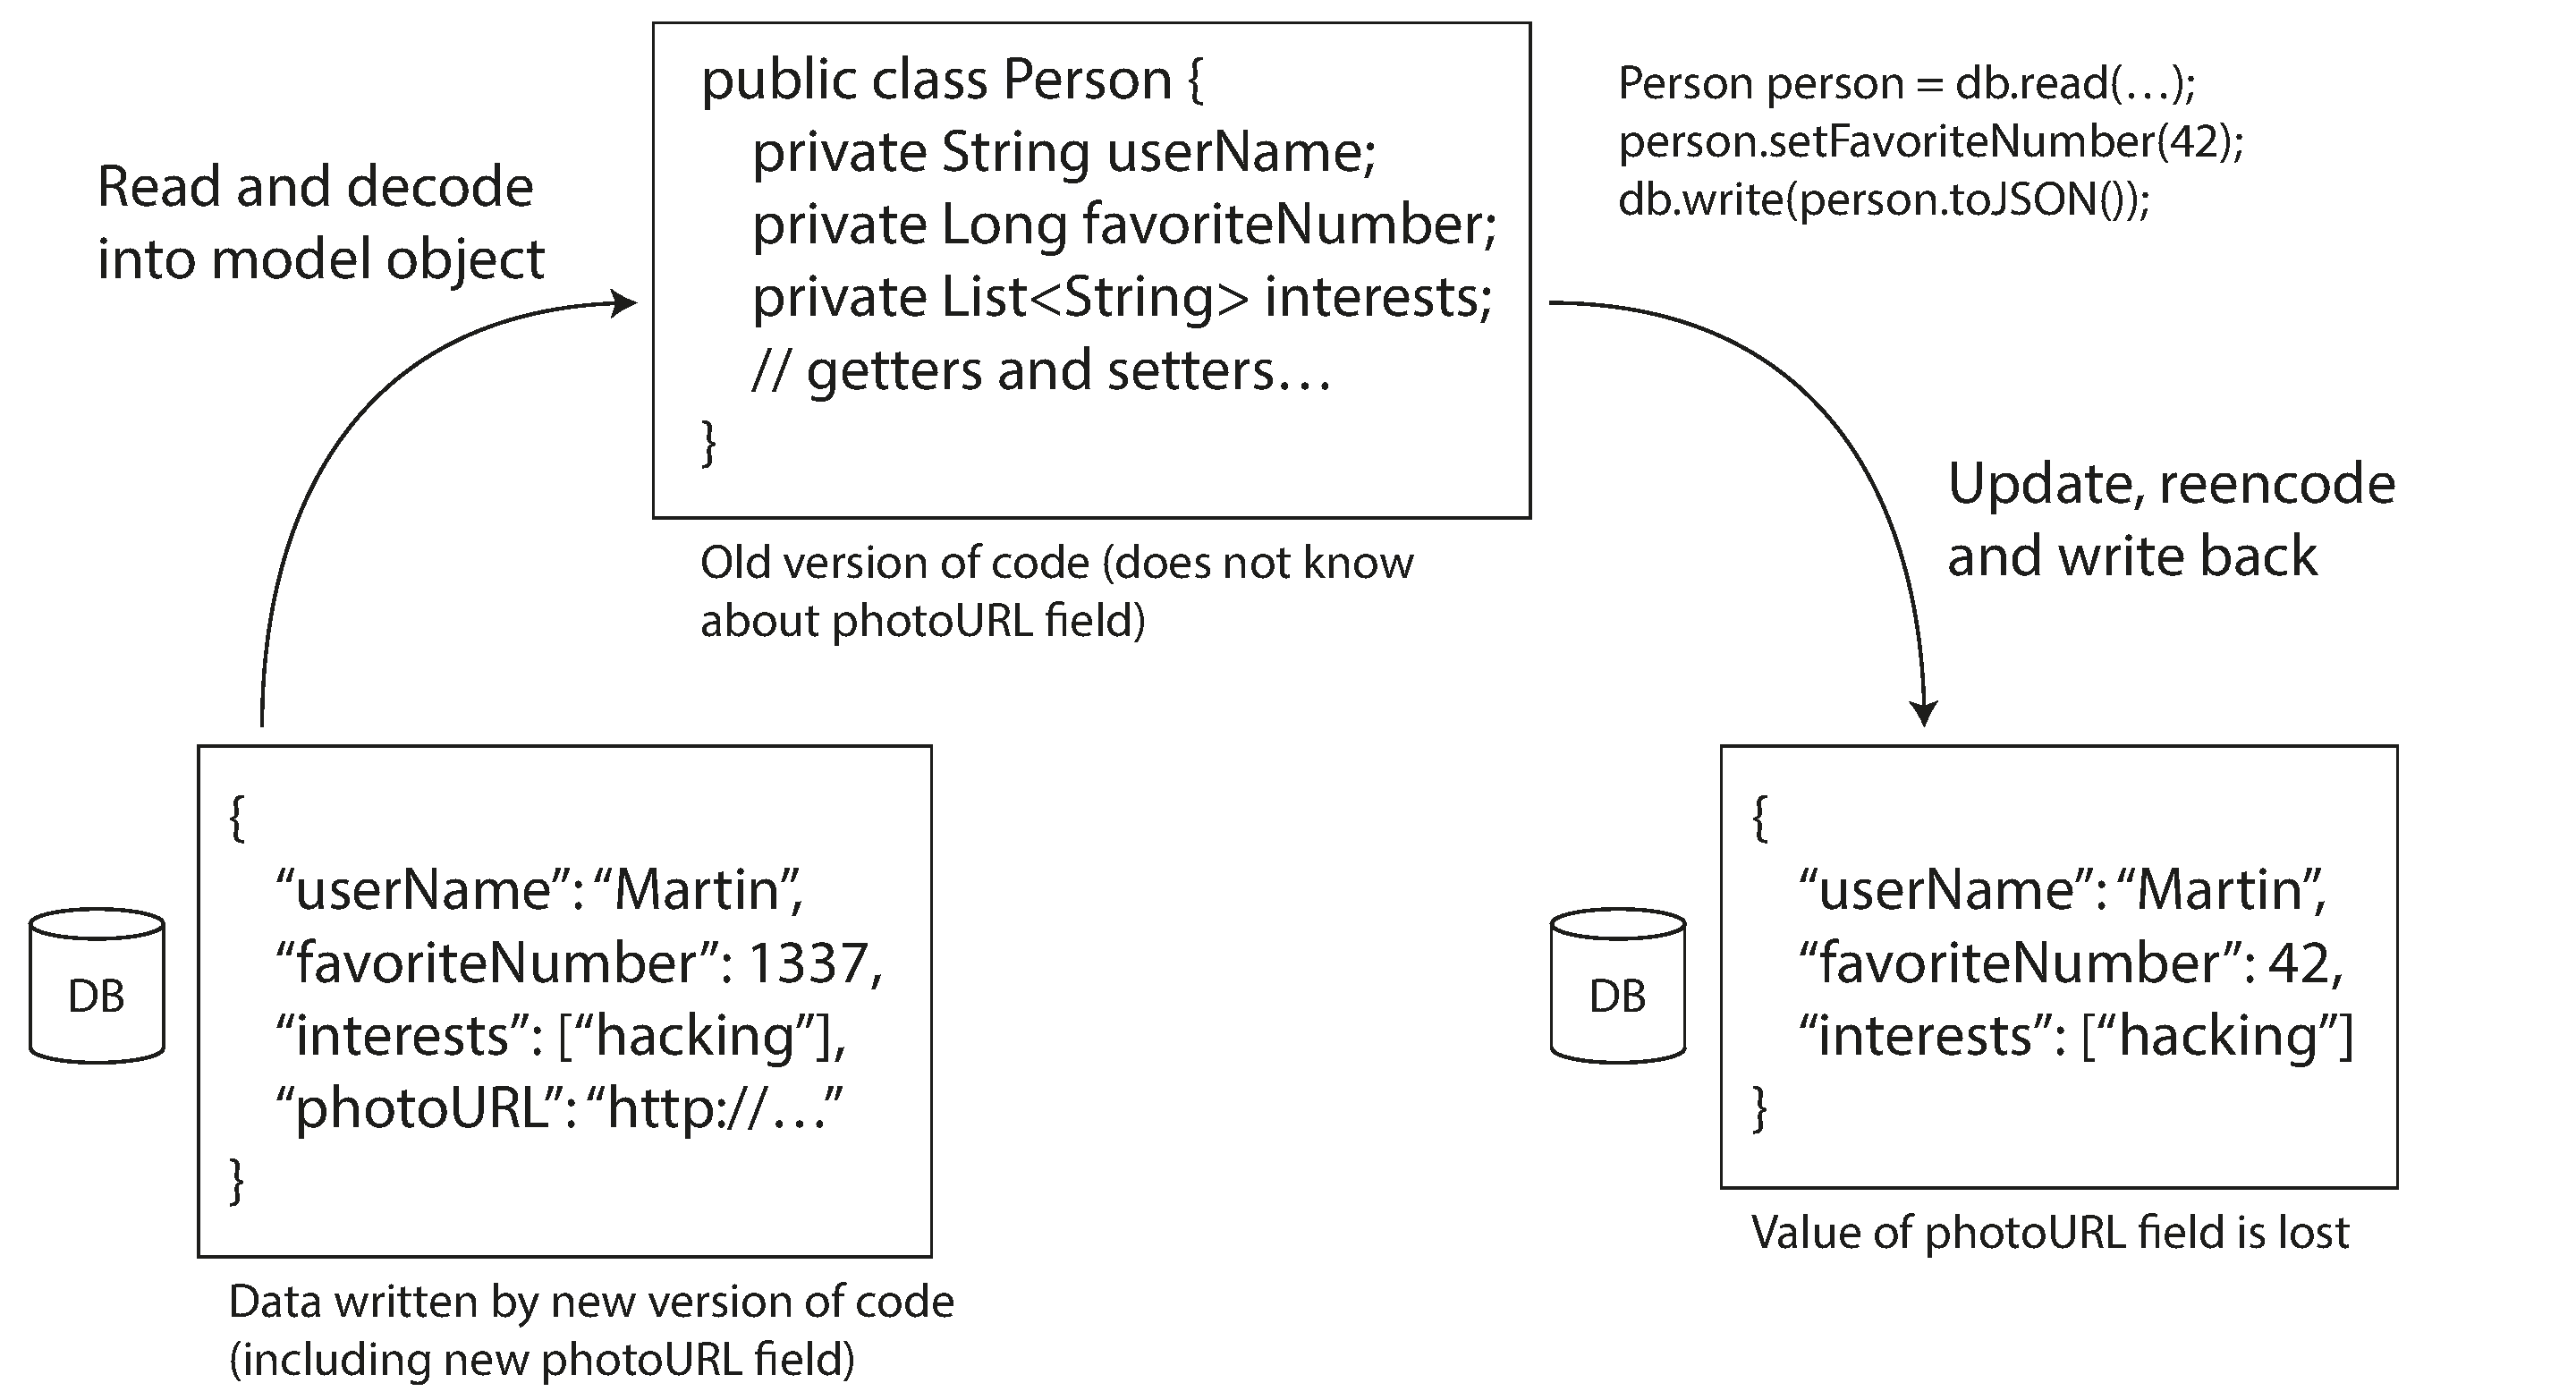 Read and decode
into model object
public class Person {
private String userName;
private Long favoriteNumber;
private List<String> interests;
// getters and setters…
}
Old version of code (does not know
about photoURL field)
Person person = db.read(…);
person.setFavoriteNumber(42);
db.write(person.toJSON());
Update, reencode
and write back
DB
{
“userName”: “Martin”,
“favoriteNumber”: 1337,
“interests”: [“hacking”],
“photoURL”: “http://…”
}
Data written by new version of code
(including new photoURL field)
DB
{
“userName”: “Martin”,
“favoriteNumber”: 42,
“interests”: [“hacking”]
}
Value of photoURL field is lost